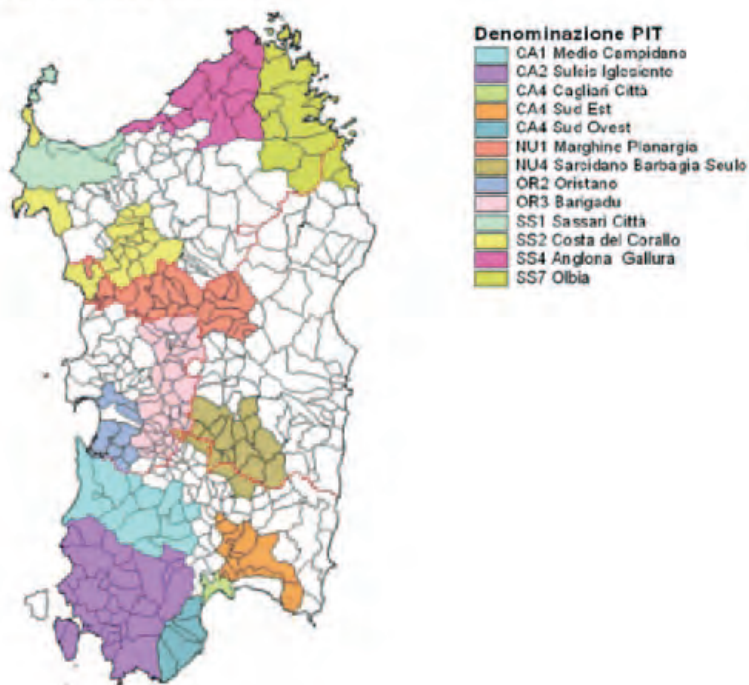 Denominazione PIT
CA1 Medio Campidano
CA2 Sulcis Iglesiente
CA4 Cagliari Città
CA4 Sud Est
CA4 Sud Ovest
NU1 Marghine Planargia
NU4 Sarcidano Barbagia Seulo
OR2 Oristano
OR3 Barigadu
SS1 Sassari Città
SS2 Costa del Corallo
SS4 Anglona Gallura
SS7 Olbia